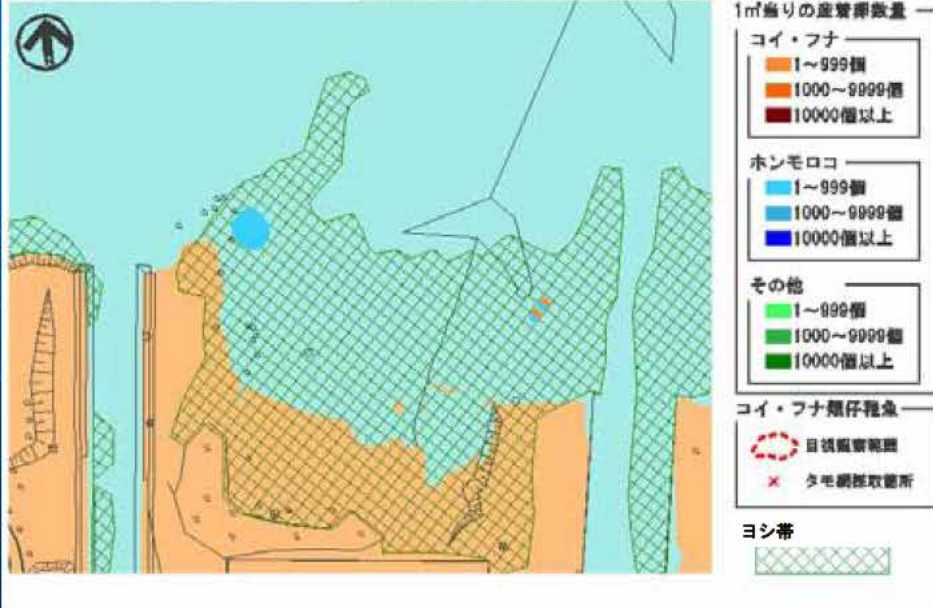 1㎡当りの産着卵数量
コイ・フナ
1～999個
1000～9999個
10000個以上
ホンモロコ
1～999個
1000～9999個
10000個以上
その他
1～999個
1000～9999個
10000個以上
コイ・フナ類仔稚魚
目視観察範囲
タモ網採取箇所
ヨシ帯